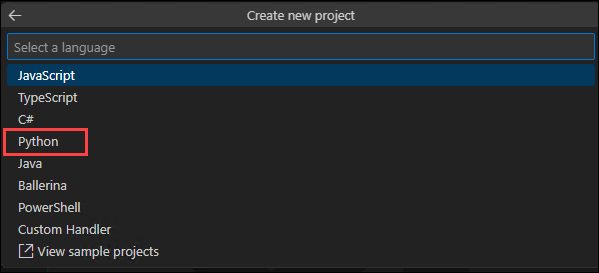 Create new project
Select a language
JavaScript
TypeScript
C#
Python
Java
Ballerina
PowerShell
Custom Handler
View sample projects